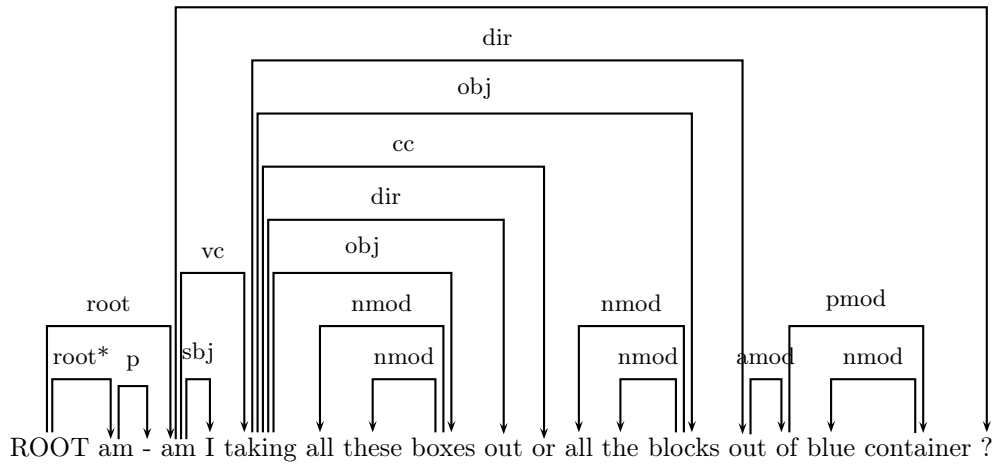 dir
obj
cc
dir
obj
vc
root
nmod
nmod
pmod
root* p
sbj
nmod
nmod
amod
nmod
ROOT am - am I taking all these boxes out or all the blocks out of blue container ?